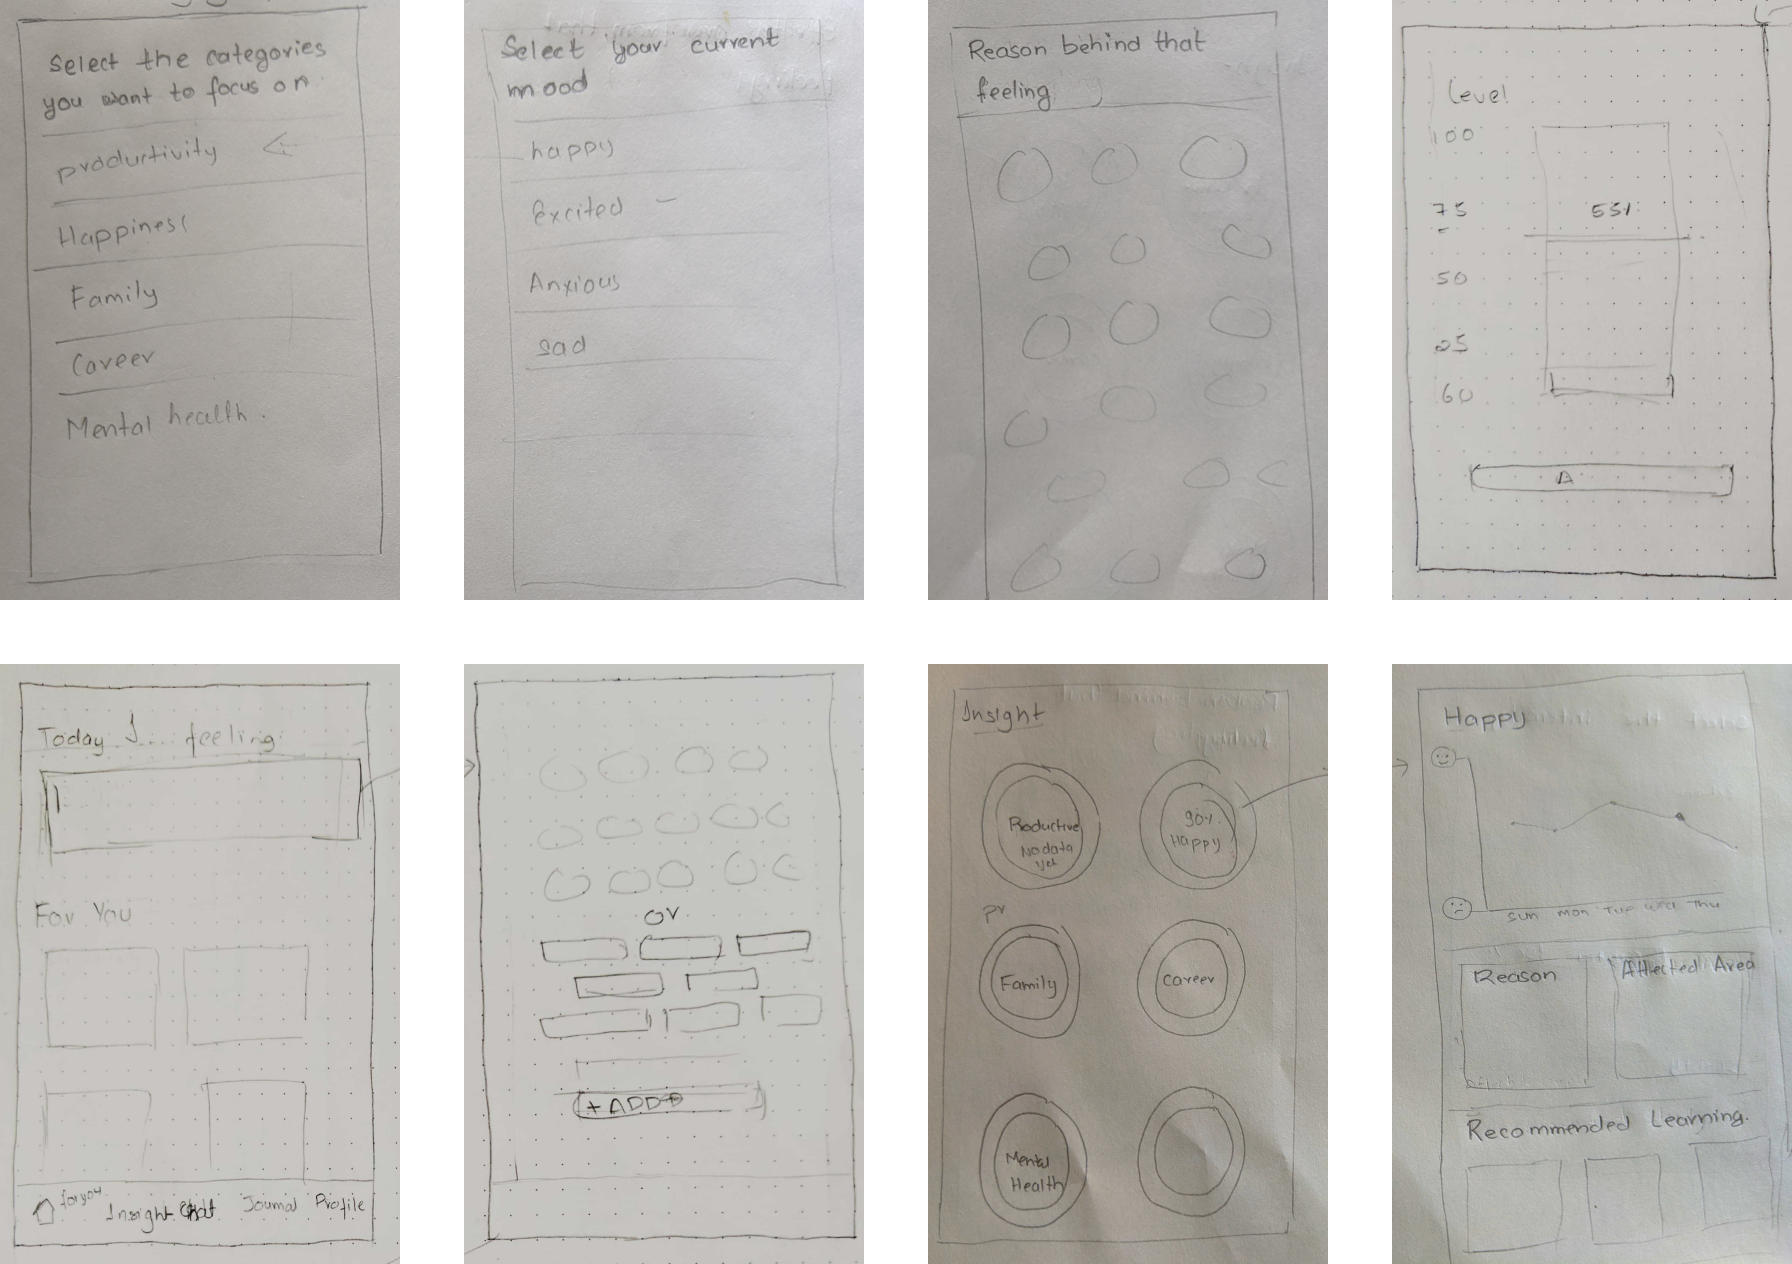 Select the categories
you want to focus on
productivity
Happiness
Family
Career
Mental health.
Select your current
mood
happy
Excited
Anxious
sad
Reason behind that
feeling
Level
100
75
50
25
60
55%
A
Today I... feeling
For You
for you
Insight
Chat
Journal
Profile
or
+ ADD
Insight
Productive
No data
yet
90%
Happy
pr
Family
Career
Mental
Health
Happy
Sun mon Tue wed Thu
Reason
Affected Area
Recommended Learning.